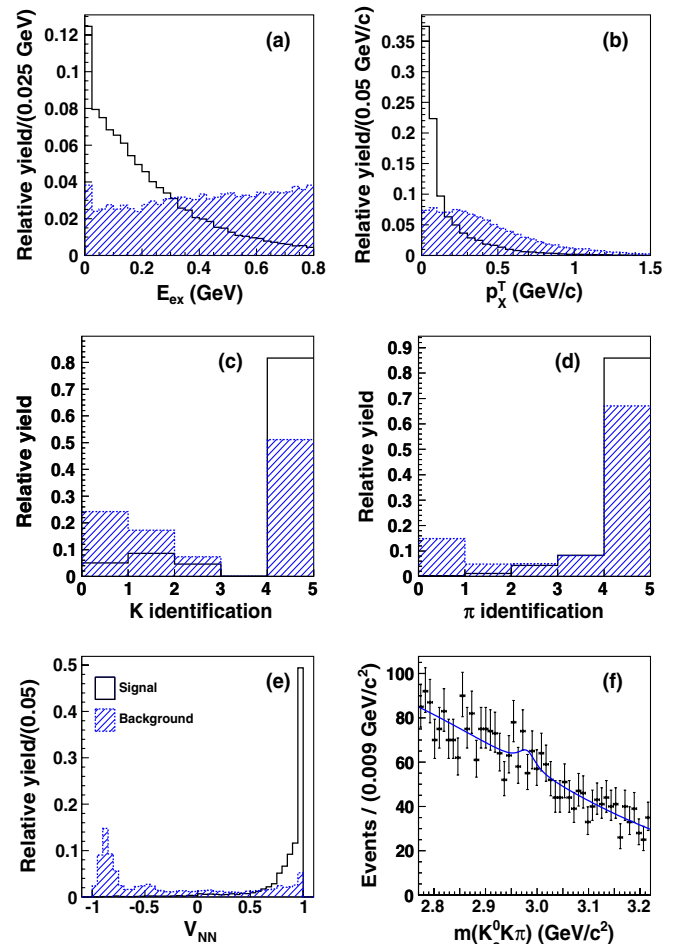 Relative yield/(0.025 GeV)
0.12
0.1
0.08
0.06
0.04
0.02
0
(a)
0 0.2 0.4 0.6 0.8
E_ex (GeV)
Relative yield/(0.05 GeV/c)
0.35
0.3
0.25
0.2
0.15
0.1
0.05
0
(b)
0 0.5 1 1.5
p_X^T (GeV/c)
Relative yield
0.8
0.7
0.6
0.5
0.4
0.3
0.2
0.1
0
(c)
0 1 2 3 4 5
K identification
Relative yield
0.9
0.8
0.7
0.6
0.5
0.4
0.3
0.2
0.1
0
(d)
0 1 2 3 4 5
π identification
Relative yield/(0.05)
0.5
0.4
0.3
0.2
0.1
0
(e)
Signal
Background
-1 -0.5 0 0.5 1
V_NN
Events / (0.009 GeV/c²)
100
80
60
40
20
0
(f)
2.8 2.9 3.0 3.1 3.2
m(K⁰Kπ) (GeV/c²)